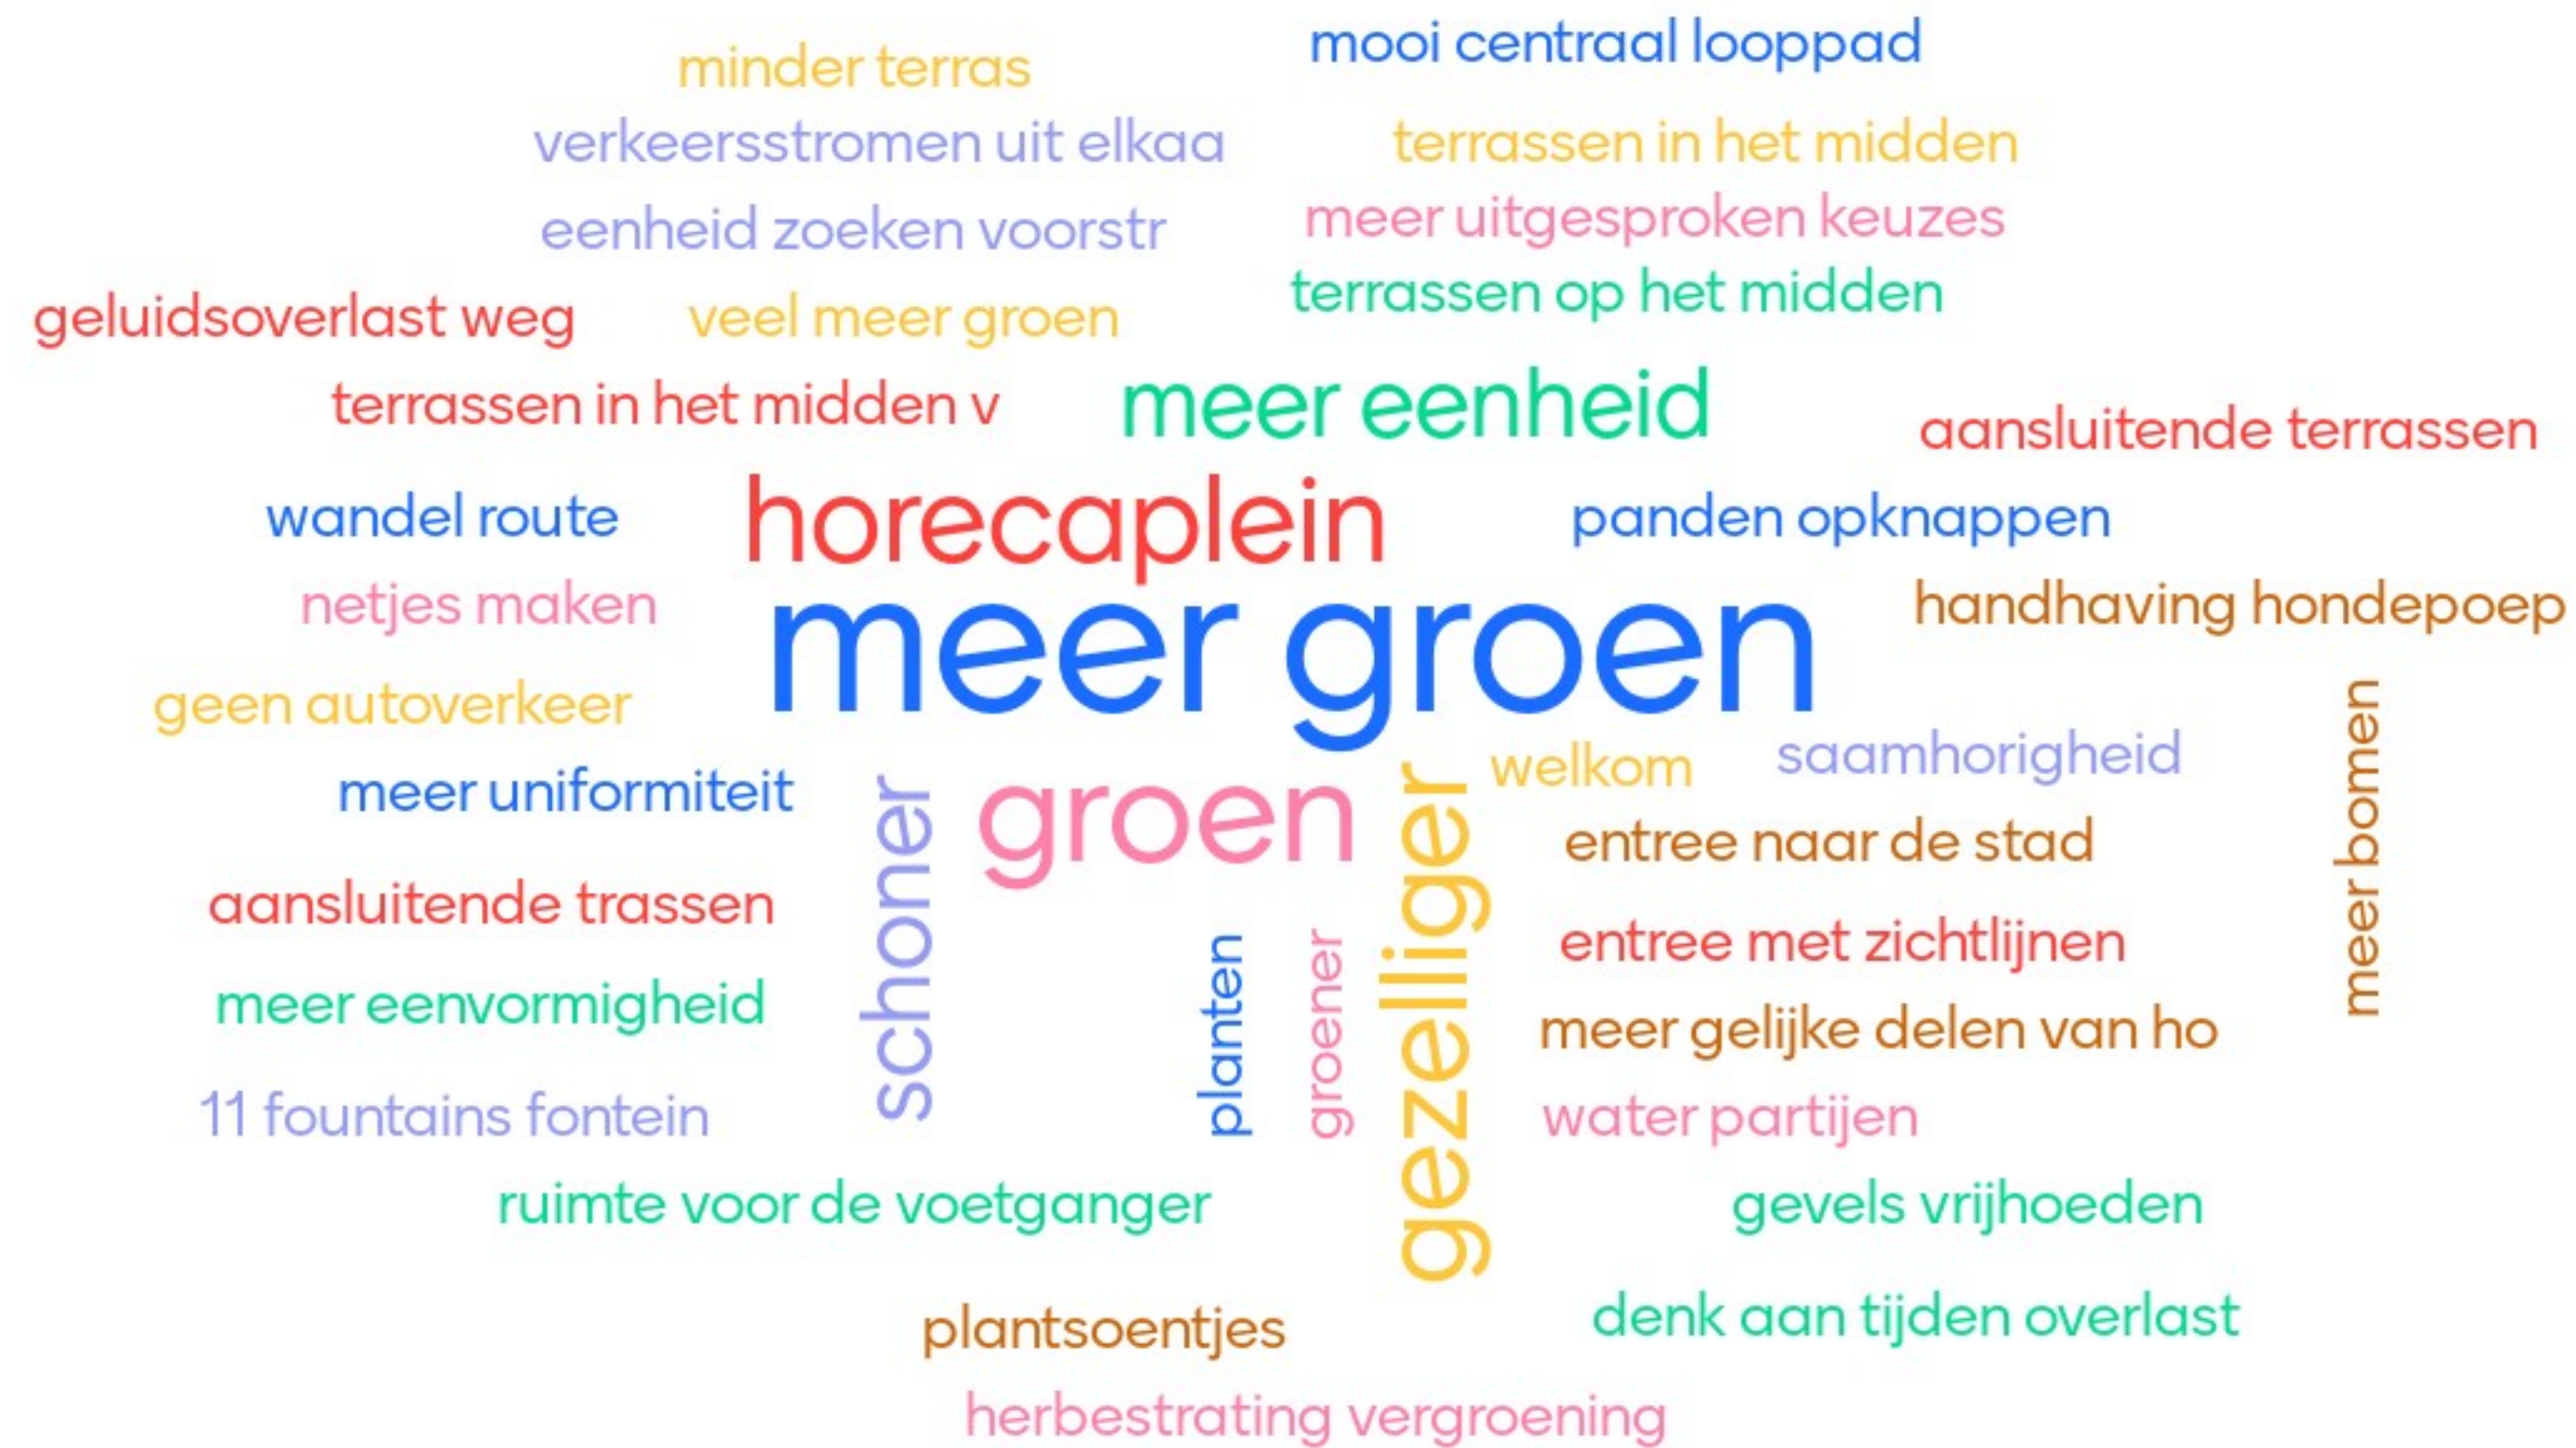 mooi centraal looppad
minder terras
verkeersstromen uit elkaa
terrassen in het midden
eenheid zoeken voorstr
meer uitgesproken keuzes
terrassen op het midden
geluidsoverlast weg
veel meer groen
terrassen in het midden v
meer eenheid
aansluitende terrassen
wandel route
horecaplein
panden opknappen
netjes maken
meer groen
handhaving hondepoep
geen autoverkeer
welkom
saamhorigheid
meer bomen
meer uniformiteit
schoner
groen
gezelliger
entree naar de stad
aansluitende trassen
planten
groener
entree met zichtlijnen
meer eenvormigheid
meer gelijke delen van ho
11 fountains fontein
water partijen
ruimte voor de voetganger
gevels vrijhoeden
plantsoentjes
denk aan tijden overlast
herbestrating vergroening